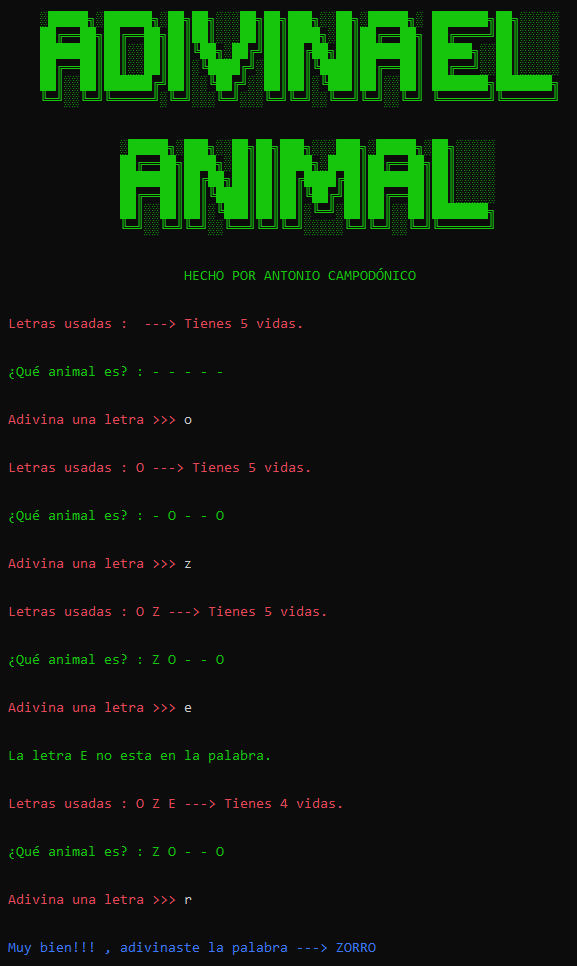 ADIVINA EL
ANIMAL
HECHO POR ANTONIO CAMPODÓNICO
Letras usadas :  ---> Tienes 5 vidas.
¿Qué animal es? : - - - - -
Adivina una letra >>> o
Letras usadas : O ---> Tienes 5 vidas.
¿Qué animal es? : - O - - O
Adivina una letra >>> z
Letras usadas : O Z ---> Tienes 5 vidas.
¿Qué animal es? : Z O - - O
Adivina una letra >>> e
La letra E no esta en la palabra.
Letras usadas : O Z E ---> Tienes 4 vidas.
¿Qué animal es? : Z O - - O
Adivina una letra >>> r
Muy bien!!! , adivinaste la palabra ---> ZORRO